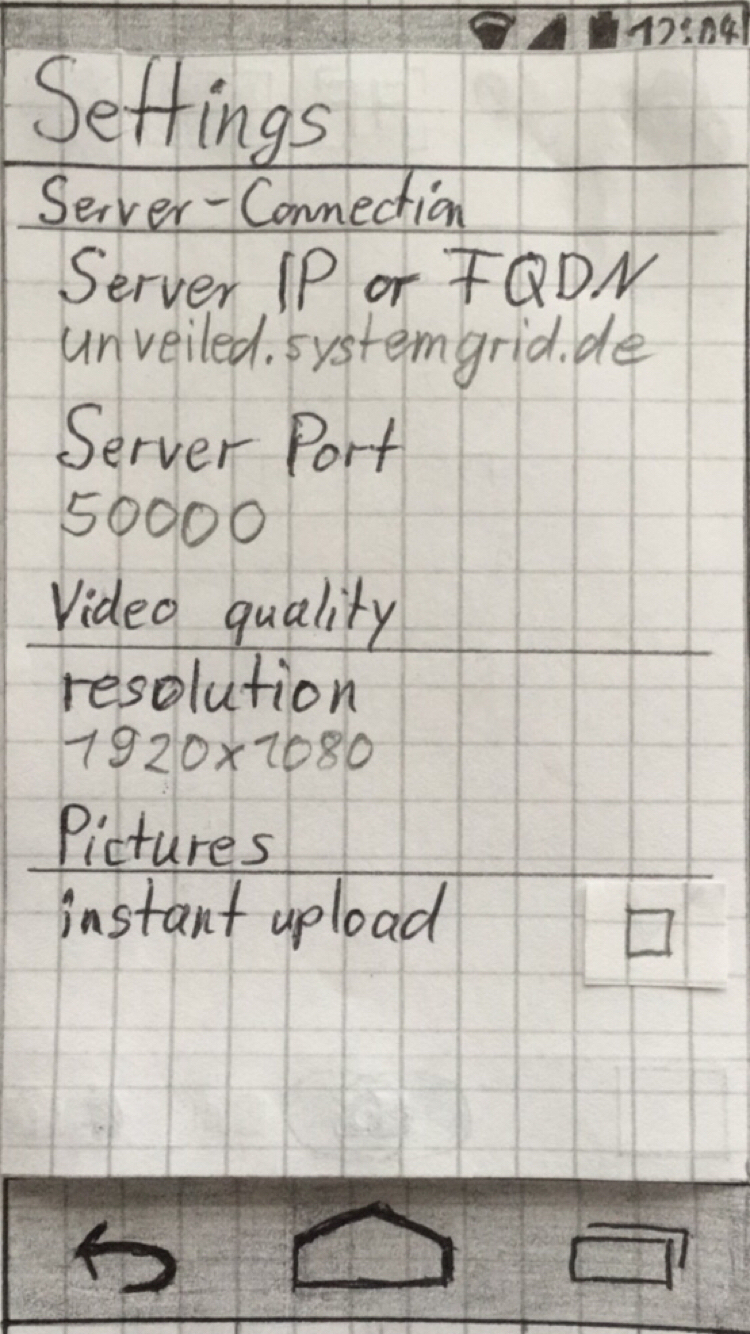 12:04
Settings
Server-Connection
Server IP or FQDN
unveiled.systemgrid.de
Server Port
50000
Video quality
resolution
1920x1080
Pictures
instant upload